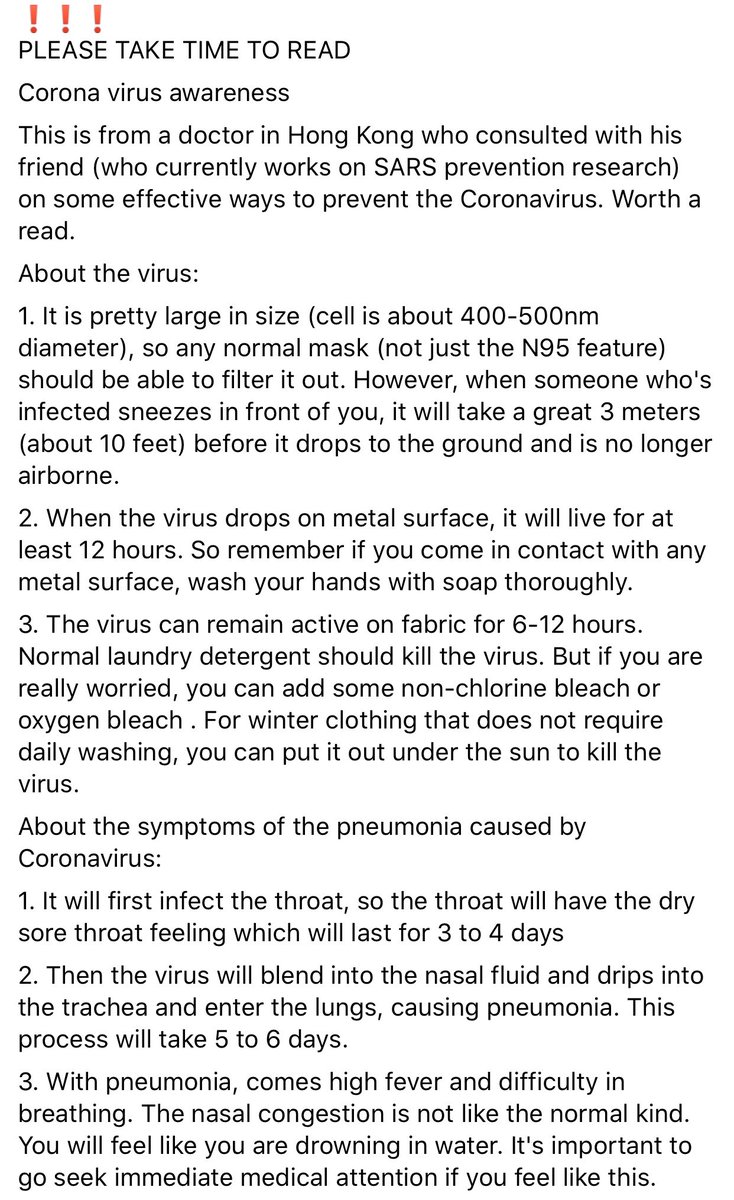 ❗❗❗
PLEASE TAKE TIME TO READ
Corona virus awareness
This is from a doctor in Hong Kong who consulted with his
friend (who currently works on SARS prevention research)
on some effective ways to prevent the Coronavirus. Worth a
read.
About the virus:
1. It is pretty large in size (cell is about 400-500nm
diameter), so any normal mask (not just the N95 feature)
should be able to filter it out. However, when someone who's
infected sneezes in front of you, it will take a great 3 meters
(about 10 feet) before it drops to the ground and is no longer
airborne.
2. When the virus drops on metal surface, it will live for at
least 12 hours. So remember if you come in contact with any
metal surface, wash your hands with soap thoroughly.
3. The virus can remain active on fabric for 6-12 hours.
Normal laundry detergent should kill the virus. But if you are
really worried, you can add some non-chlorine bleach or
oxygen bleach . For winter clothing that does not require
daily washing, you can put it out under the sun to kill the
virus.
About the symptoms of the pneumonia caused by
Coronavirus:
1. It will first infect the throat, so the throat will have the dry
sore throat feeling which will last for 3 to 4 days
2. Then the virus will blend into the nasal fluid and drips into
the trachea and enter the lungs, causing pneumonia. This
process will take 5 to 6 days.
3. With pneumonia, comes high fever and difficulty in
breathing. The nasal congestion is not like the normal kind.
You will feel like you are drowning in water. It's important to
go seek immediate medical attention if you feel like this.